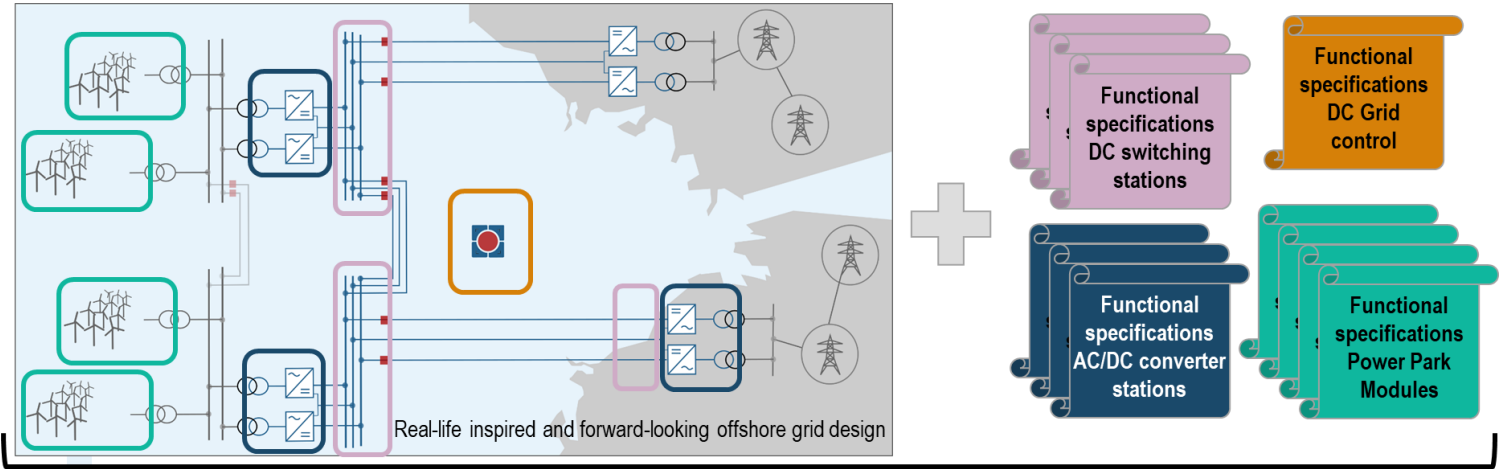 Functional
specifications
DC switching
stations
Functional
specifications
DC Grid
control
Functional
specifications
AC/DC converter
stations
Functional
specifications
Power Park
Modules
Real-life inspired and forward-looking offshore grid design